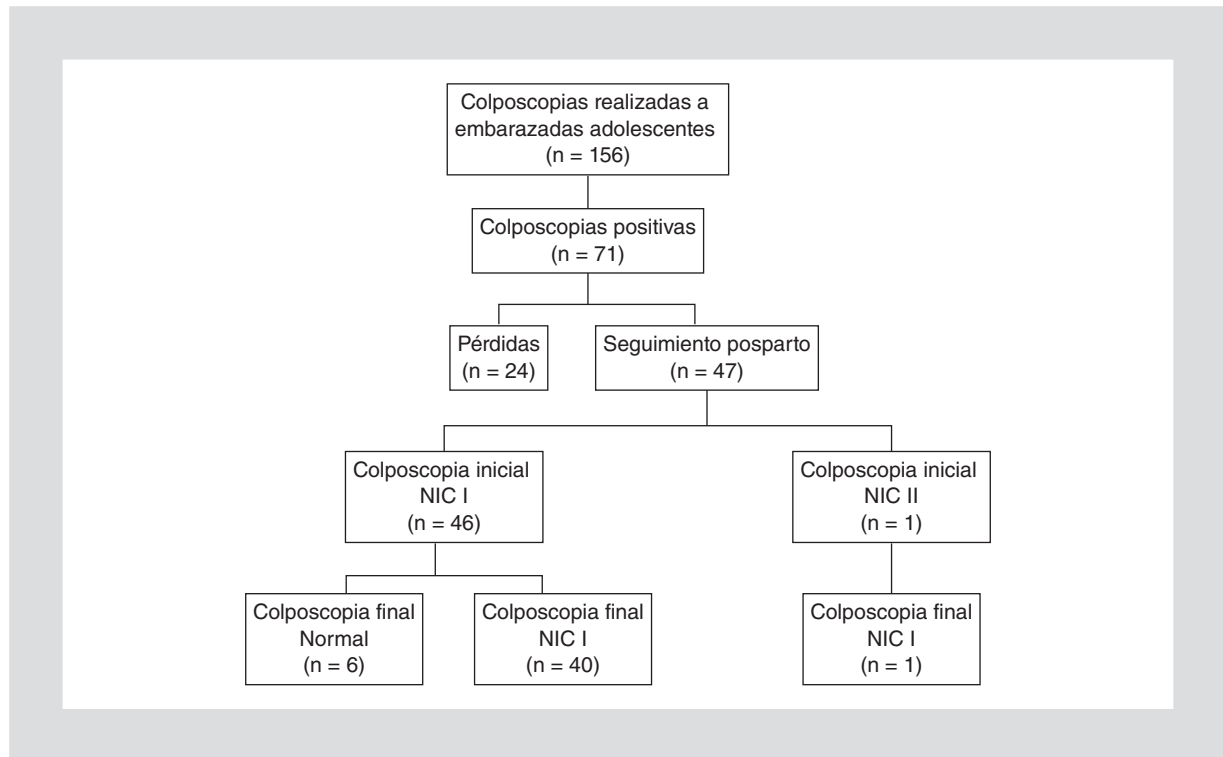 Colposcopias realizadas a
embarazadas adolescentes
(n = 156)
Colposcopias positivas
(n = 71)
Pérdidas
(n = 24)
Seguimiento posparto
(n = 47)
Colposcopia inicial
NIC I
(n = 46)
Colposcopia inicial
NIC II
(n = 1)
Colposcopia final
Normal
(n = 6)
Colposcopia final
NIC I
(n = 40)
Colposcopia final
NIC I
(n = 1)